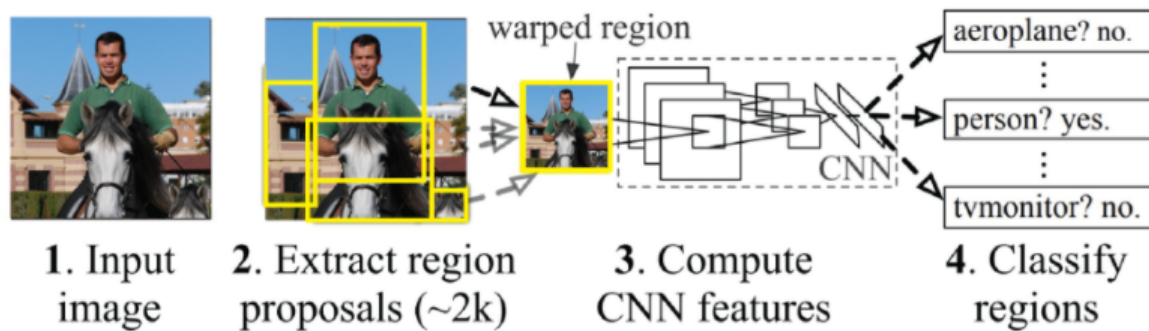 warped region
aeroplane? no.
person? yes.
CNN
tvmonitor? no.
1. Input
image
2. Extract region
proposals (~2k)
3. Compute
CNN features
4. Classify
regions